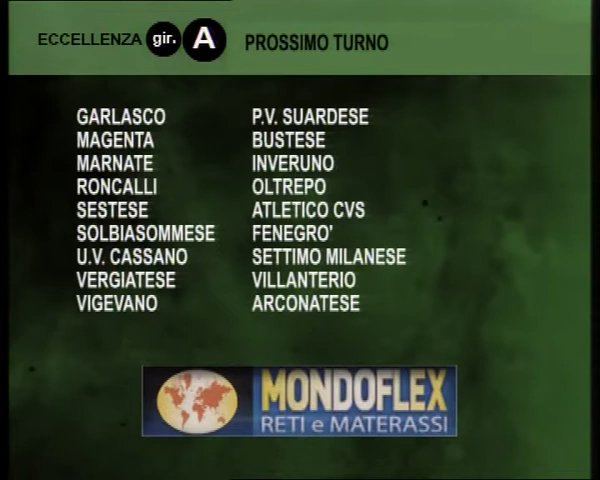 ECCELLENZA gir. A PROSSIMO TURNO
GARLASCO P.V. SUARDESE
MAGENTA BUSTESE
MARNATE INVERUNO
RONCALLI OLTREPO
SESTESE ATLETICO CVS
SOLBIASOMMESE FENEGRO'
U.V. CASSANO SETTIMO MILANESE
VERGIATESE VILLANTERIO
VIGEVANO ARCONATESE
MONDOFLEX
RETI e MATERASSI